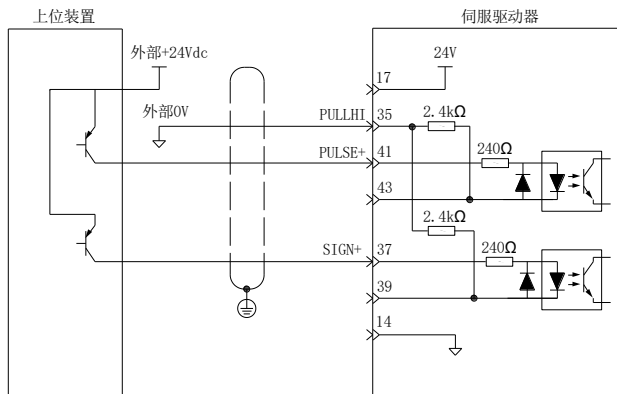 上位装置
伺服驱动器
外部+24Vdc
17
24V
外部0V
PULLHI
35
2.4kΩ
PULSE+
41
240Ω
43
2.4kΩ
SIGN+
37
240Ω
39
14